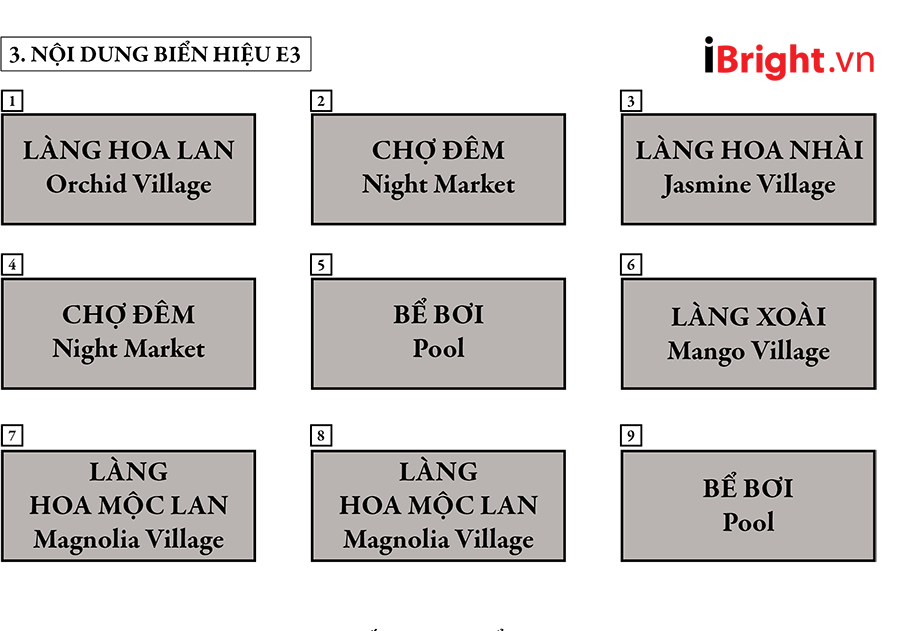 3. NỘI DUNG BIỂN HIỆU E3
iBright.vn
1
LÀNG HOA LAN
Orchid Village
2
CHỢ ĐÊM
Night Market
3
LÀNG HOA NHÀI
Jasmine Village
4
CHỢ ĐÊM
Night Market
5
BỂ BƠI
Pool
6
LÀNG XOÀI
Mango Village
7
LÀNG
HOA MỘC LAN
Magnolia Village
8
LÀNG
HOA MỘC LAN
Magnolia Village
9
BỂ BƠI
Pool